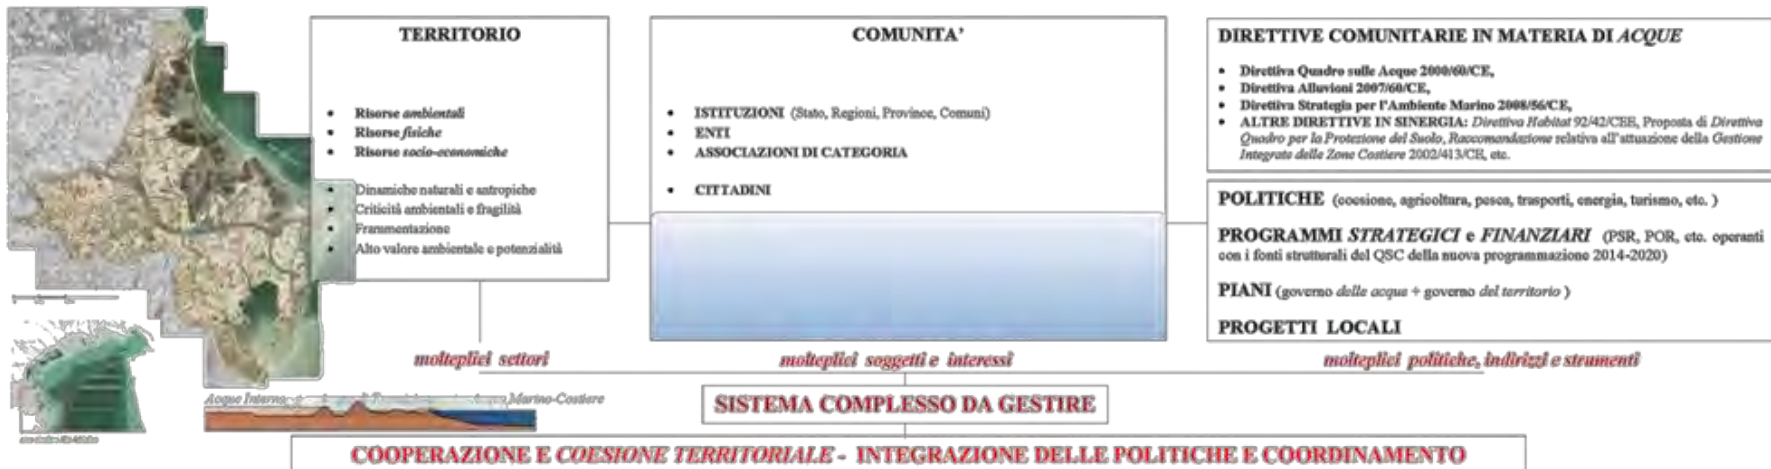 TERRITORIO
• Risorse ambientali
• Risorse fisiche
• Risorse socio-economiche
• Dinamiche naturali e antropiche
• Criticità ambientali e fragilità
• Frammentazione
• Alto valore ambientale e potenzialità
COMUNITA'
• ISTITUZIONI (Stato, Regioni, Province, Comuni)
• ENTI
• ASSOCIAZIONI DI CATEGORIA
• CITTADINI
DIRETTIVE COMUNITARIE IN MATERIA DI ACQUE
• Direttiva Quadro sulle Acque 2000/60/CE,
• Direttiva Alluvioni 2007/60/CE,
• Direttiva Strategia per l'Ambiente Marino 2008/56/CE,
• ALTRE DIRETTIVE IN SINERGIA: Direttiva Habitat 92/42/CEE, Proposta di Direttiva
Quadro per la Protezione del Suolo, Raccomandazione relativa all'attuazione della Gestione
Integrata delle Zone Costiere 2002/413/CE, etc.
POLITICHE (coesione, agricoltura, pesca, trasporti, energia, turismo, etc. )
PROGRAMMI STRATEGICI e FINANZIARI (PSR, POR, etc. operanti
con i fonti strutturali del QSC della nuova programmazione 2014-2020)
PIANI (governo delle acque + governo del territorio )
PROGETTI LOCALI
molteplici settori
molteplici soggetti e interessi
molteplici politiche, indirizzi e strumenti
Acque Interne Marino-Costiere
SISTEMA COMPLESSO DA GESTIRE
COOPERAZIONE E COESIONE TERRITORIALE - INTEGRAZIONE DELLE POLITICHE E COORDINAMENTO